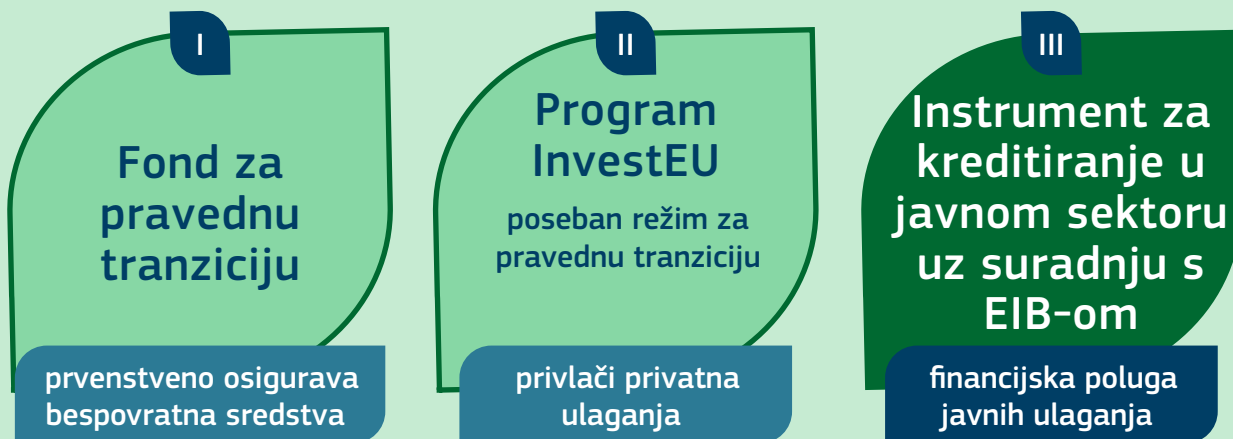 I
Fond za
pravednu
tranziciju
prvenstveno osigurava
bespovratna sredstva
II
Program
InvestEU
poseban režim za
pravednu tranziciju
privlači privatna
ulaganja
III
Instrument za
kreditiranje u
javnom sektoru
uz suradnju s
EIB-om
financijska poluga
javnih ulaganja